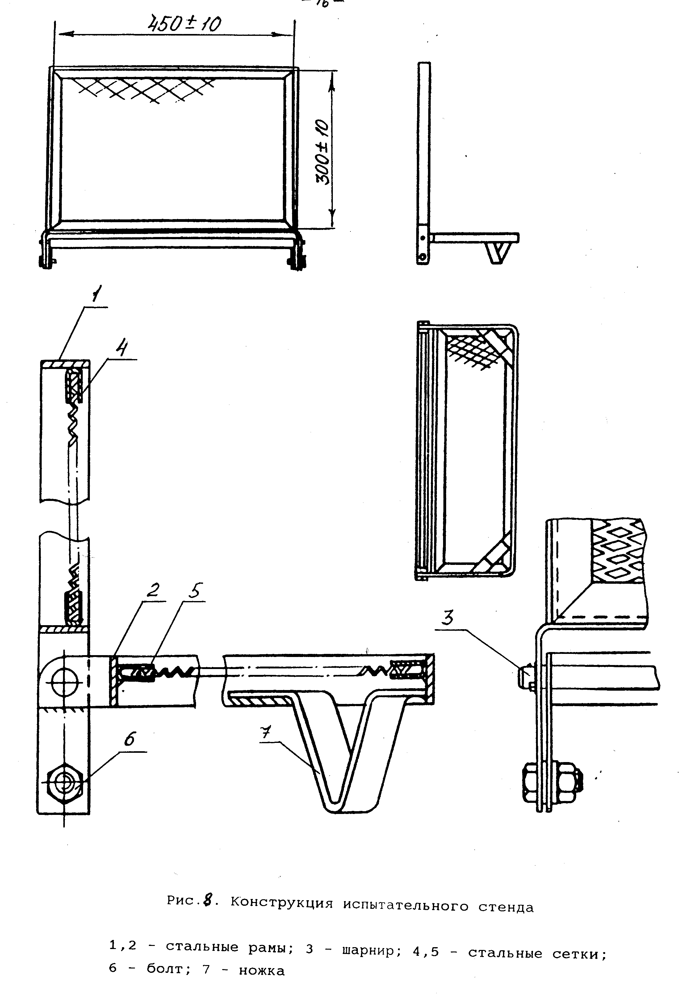 - 16 -
450 ± 10
300 ± 10
1
4
2
5
3
6
7
Рис.8. Конструкция испытательного стенда
1,2 - стальные рамы; 3 - шарнир; 4,5 - стальные сетки;
6 - болт; 7 - ножка